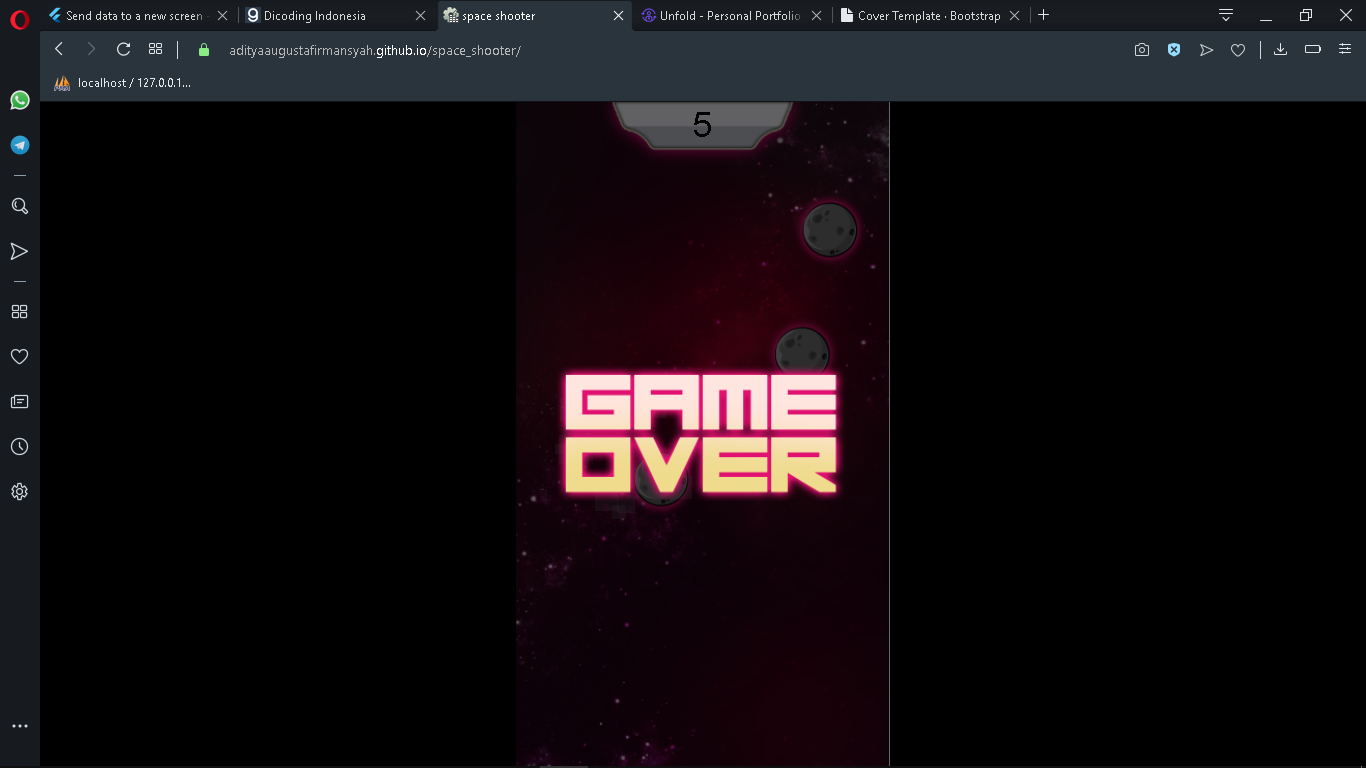 Send data to a new screen -
Dicoding Indonesia
space shooter
Unfold - Personal Portfolio
Cover Template · Bootstrap
adityaaugustafirmansyah.github.io/space_shooter/
localhost / 127.0.0.1...
5
GAME
OVER